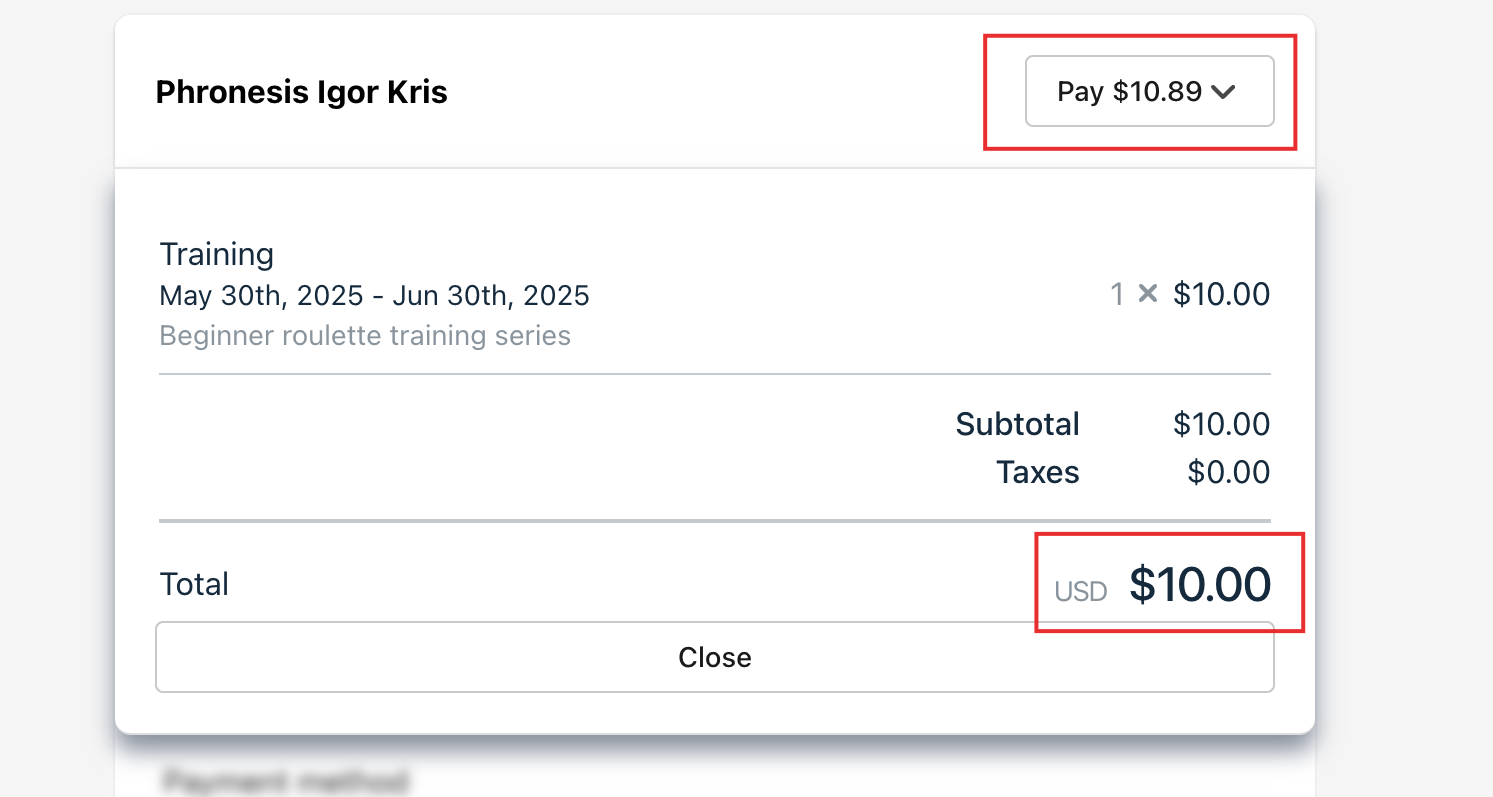 Phronesis Igor Kris
Pay $10.89
Training
May 30th, 2025 - Jun 30th, 2025
1 × $10.00
Beginner roulette training series
Subtotal $10.00
Taxes $0.00
Total USD $10.00
Close
Payment method